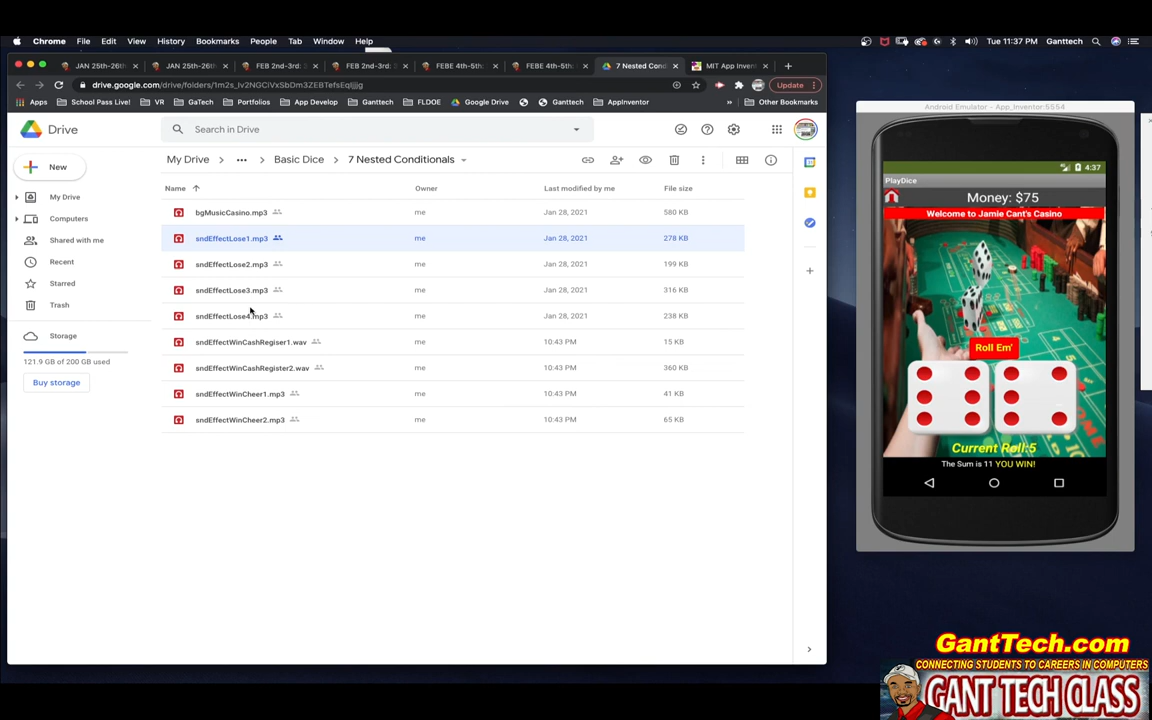 Chrome File Edit View History Bookmarks People Tab Window Help Tue 11:37 PM Ganttech
JAN 25th-26th JAN 25th-26t FEB 2nd-3rd: S FEB 2nd-3rd: S FEBE 4th-5th: FEBE 4th-5th: 7 Nested Cond MIT App Inven
drive.google.com/drive/folders/1m2s_Iv2NGCiVxSbDm3ZEBTefsEqIjjjg Update
Apps School Pass Live! VR GaTech Portfolios App Develop Ganttech FLDOE Google Drive Ganttech AppInventor » Other Bookmarks
Drive Search in Drive
New
My Drive
Computers
Shared with me
Recent
Starred
Trash
Storage
121.9 GB of 200 GB used
Buy storage
My Drive > ... > Basic Dice > 7 Nested Conditionals
Name Owner Last modified by me File size
bgMusicCasino.mp3 me Jan 28, 2021 580 KB
sndEffectLose1.mp3 me Jan 28, 2021 278 KB
sndEffectLose2.mp3 me Jan 28, 2021 199 KB
sndEffectLose3.mp3 me Jan 28, 2021 316 KB
sndEffectLose4.mp3 me Jan 28, 2021 238 KB
sndEffectWinCashRegiser1.wav me 10:43 PM 15 KB
sndEffectWinCashRegister2.wav me 10:43 PM 360 KB
sndEffectWinCheer1.mp3 me 10:43 PM 41 KB
sndEffectWinCheer2.mp3 me 10:43 PM 65 KB
Android Emulator - App_Inventor:5554
4:37
PlayDice
Money: $75
Welcome to Jamie Cant's Casino
Roll Em'
Current Roll:5
The Sum is 11 YOU WIN!
GantTech.com
CONNECTING STUDENTS TO CAREERS IN COMPUTERS
GANT TECH CLASS